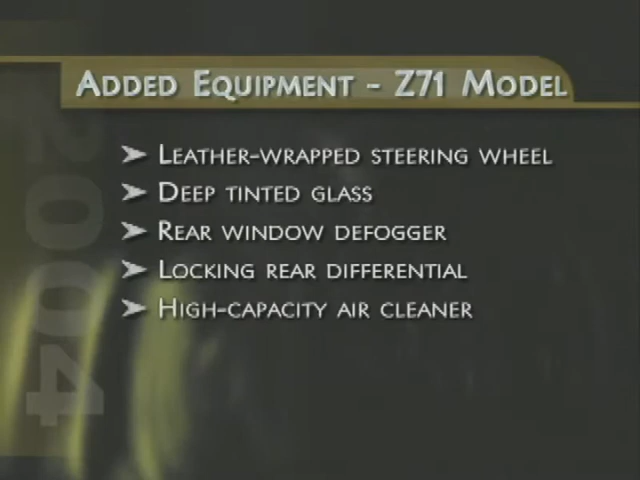 Added Equipment - Z71 Model
➤ Leather-wrapped steering wheel
➤ Deep tinted glass
➤ Rear window defogger
➤ Locking rear differential
➤ High-capacity air cleaner
2004